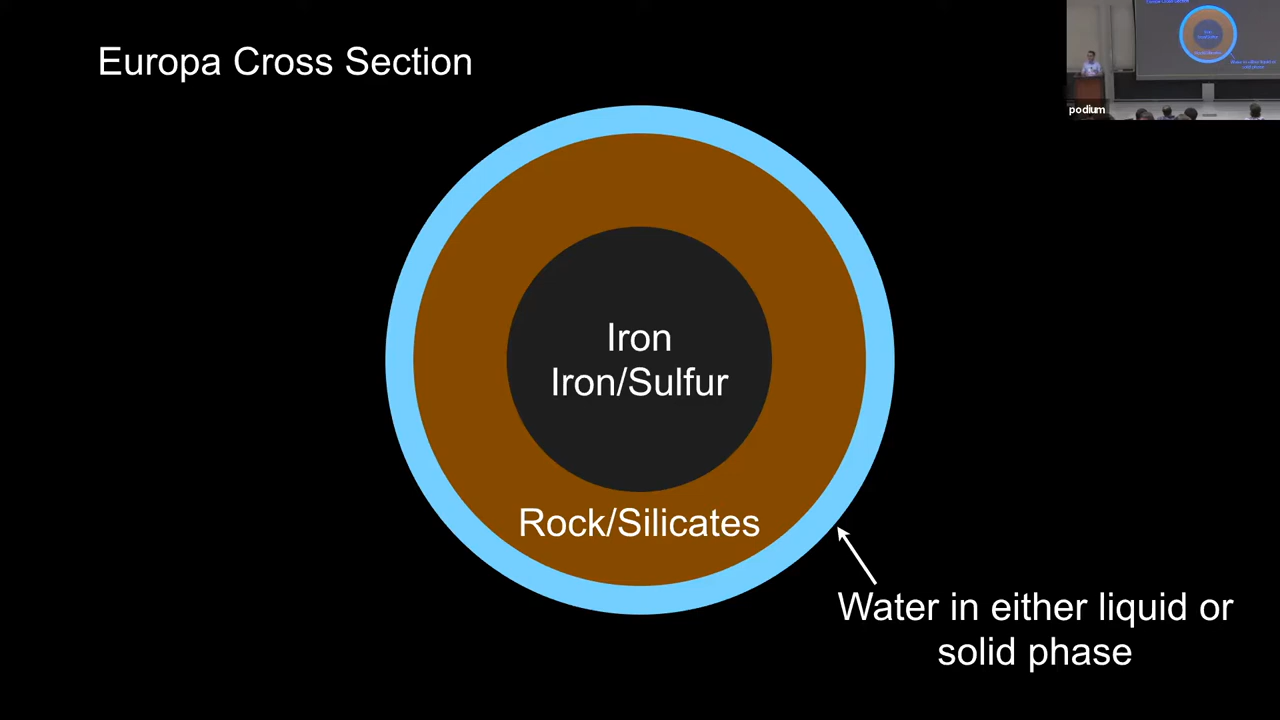 Europa Cross Section
podium
Iron
Iron/Sulfur
Rock/Silicates
Water in either liquid or
solid phase